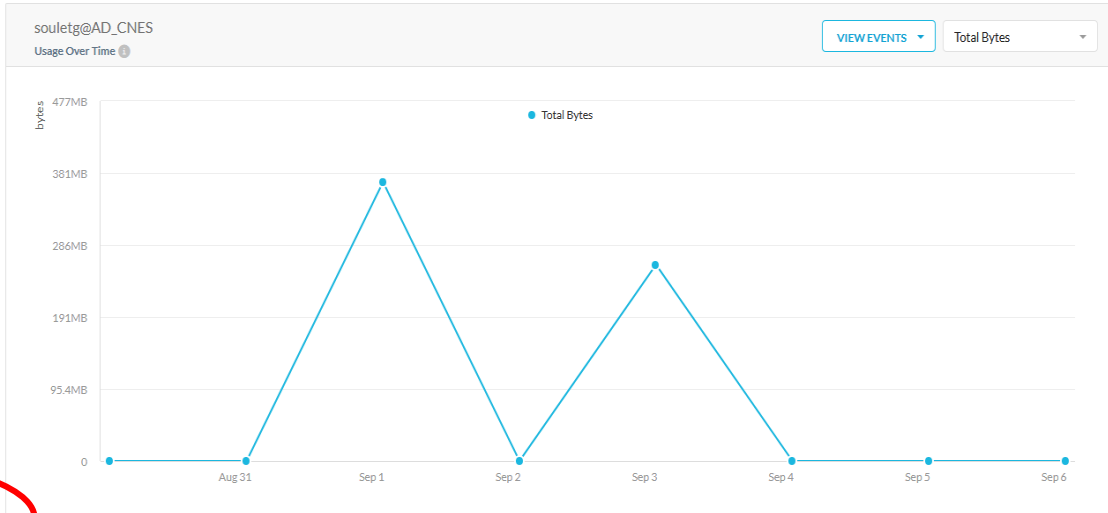 souletg@AD_CNES
Usage Over Time
VIEW EVENTS
Total Bytes
bytes
477MB
Total Bytes
381MB
286MB
191MB
95.4MB
0
Aug 31
Sep 1
Sep 2
Sep 3
Sep 4
Sep 5
Sep 6